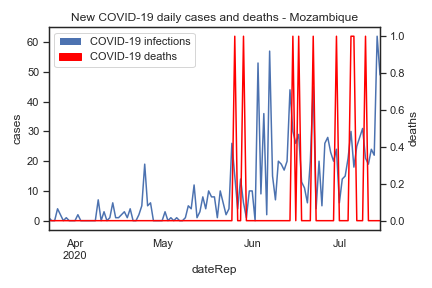 New COVID-19 daily cases and deaths - Mozambique
COVID-19 infections
COVID-19 deaths
60
50
40
30
20
10
0
cases
1.0
0.8
0.6
0.4
0.2
0.0
deaths
Apr
2020
May
Jun
Jul
dateRep